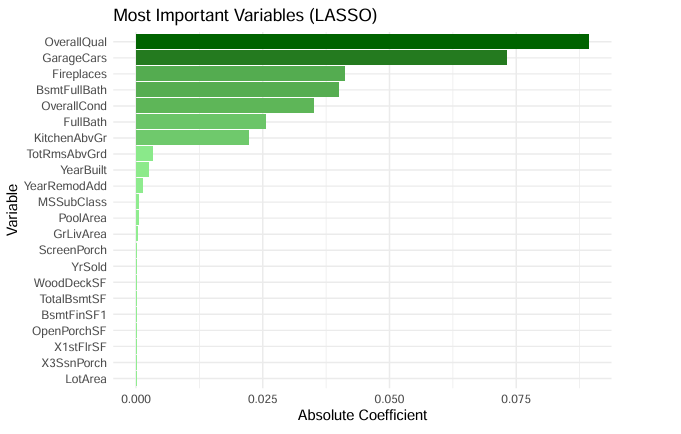 Most Important Variables (LASSO)
Variable
OverallQual
GarageCars
Fireplaces
BsmtFullBath
OverallCond
FullBath
KitchenAbvGr
TotRmsAbvGrd
YearBuilt
YearRemodAdd
MSSubClass
PoolArea
GrLivArea
ScreenPorch
YrSold
WoodDeckSF
TotalBsmtSF
BsmtFinSF1
OpenPorchSF
X1stFlrSF
X3SsnPorch
LotArea
0.000 0.025 0.050 0.075
Absolute Coefficient